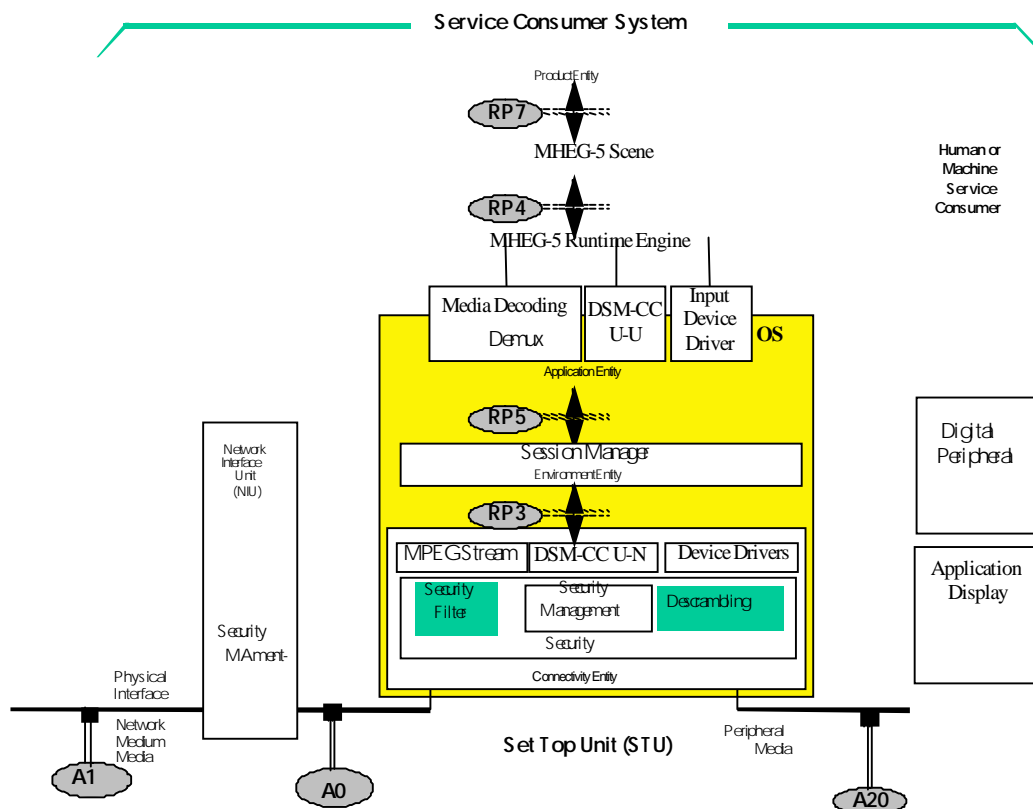 Service Consumer System
Product Entity
RP7
MHEG-5 Scene
Human or
Machine
Service
Consumer
RP4
MHEG-5 Runtime Engine
Media Decoding
Demux
DSM-CC
U-U
Input
Device
Driver
OS
Application Entity
RP5
Session Manager
Environment Entity
Network
Interface
Unit
(NIU)
Digital
Peripheral
RP3
MPEG Stream
DSM-CC U-N
Device Drivers
Security
Filter
Security
Management
Descrambling
Security
Connectivity Entity
Application
Display
Security
MAment-
Physical
Interface
Network
Medium
Media
Set Top Unit (STU)
Peripheral
Media
A1
A0
A20